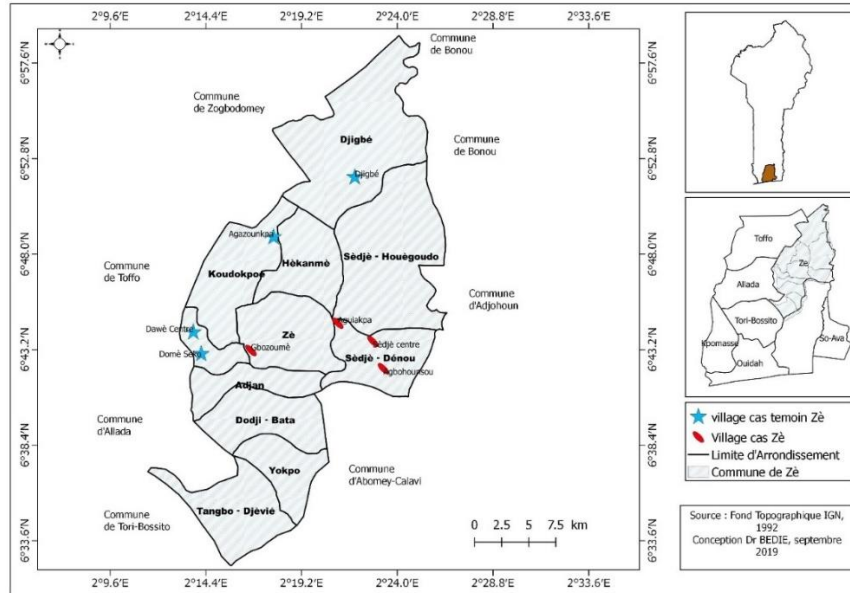 2°9.6'E 2°14.4'E 2°19.2'E 2°24.0'E 2°28.8'E 2°33.6'E
6°57.6'N
6°52.8'N
6°48.0'N
6°43.2'N
6°38.4'N
6°33.6'N
Commune
de Bonou
Commune
de Zogbodomey
Djigbé
Commune
de Bonou
Djigbé
Agazounkpa
Hèkanmè
Sèdjè - Houègoudo
Koudokpoé
Commune
de Toffo
Commune
d'Adjohoun
Dawè Centre
Zè
Aguiakpa
Gbozoumè
Sèdjè centre
Domè Sèko
Sèdjè - Dénou
Agbohounsou
Adjan
Dodji - Bata
Commune
d'Allada
Yokpo
Commune
d'Abomey-Calavi
Tangbo - Djèvié
Commune
de Tori-Bossito
0 2.5 5 7.5 km
6°57.6'N
6°52.8'N
6°48.0'N
6°43.2'N
6°38.4'N
6°33.6'N
2°9.6'E 2°14.4'E 2°19.2'E 2°24.0'E 2°28.8'E 2°33.6'E
Toffo
Zè
Allada
Tori-Bossito
So-Ava
Kpomasse
Ouidah
village cas temoin Zè
Village cas Zè
Limite d'Arrondissement
Commune de Zè
Source : Fond Topographique IGN,
1992
Conception Dr BEDIE, septembre
2019